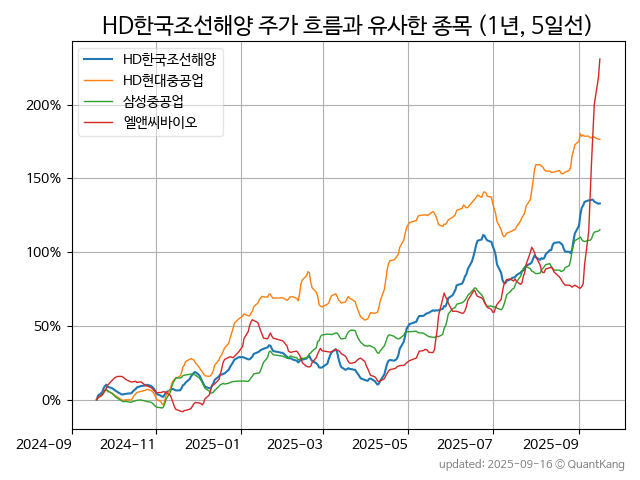 HD한국조선해양 주가 흐름과 유사한 종목 (1년, 5일선)
HD한국조선해양
HD현대중공업
삼성중공업
엘앤씨바이오
200%
150%
100%
50%
0%
2024-09
2024-11
2025-01
2025-03
2025-05
2025-07
2025-09
updated: 2025-09-16 © QuantKang